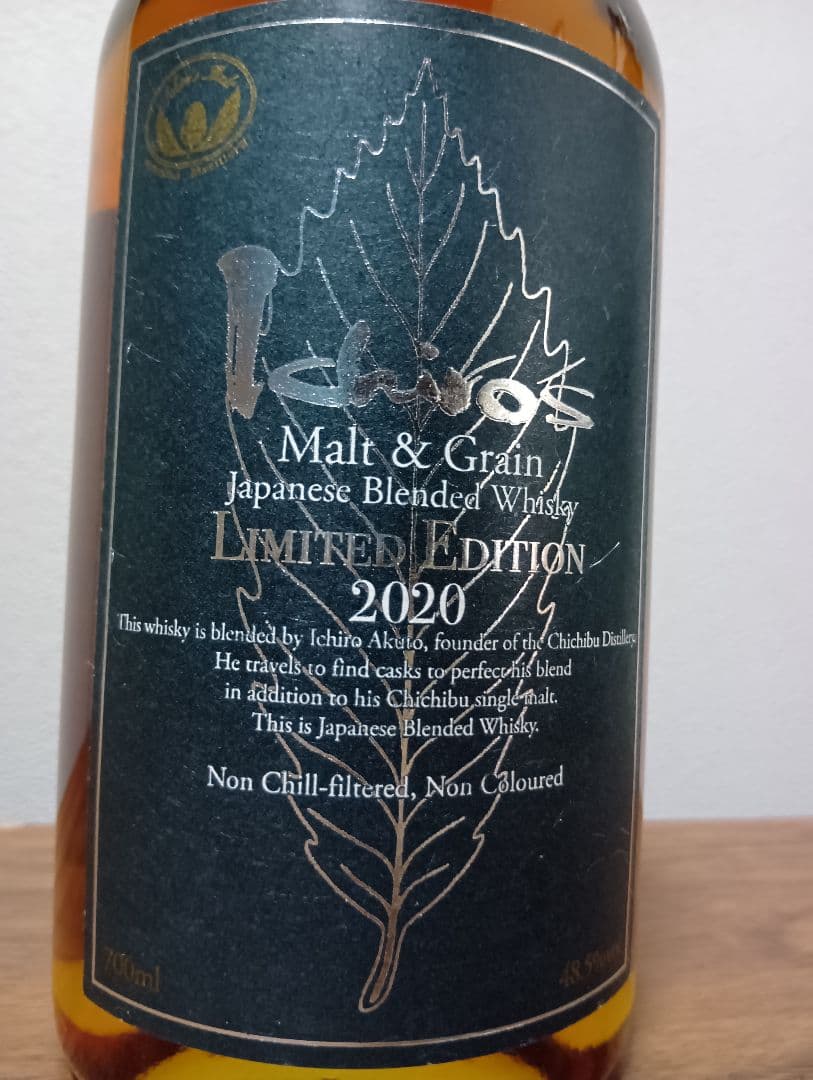 Ichiro's
Malt & Grain
Japanese Blended Whisky
LIMITED EDITION
2020
This whisky is blended by Ichiro Akuto, founder of the Chichibu Distillery.
He travels to find casks to perfect his blend
in addition to his Chichibu single malt.
This is Japanese Blended Whisky.
Non Chill-filtered, Non Coloured
700ml
48.5%